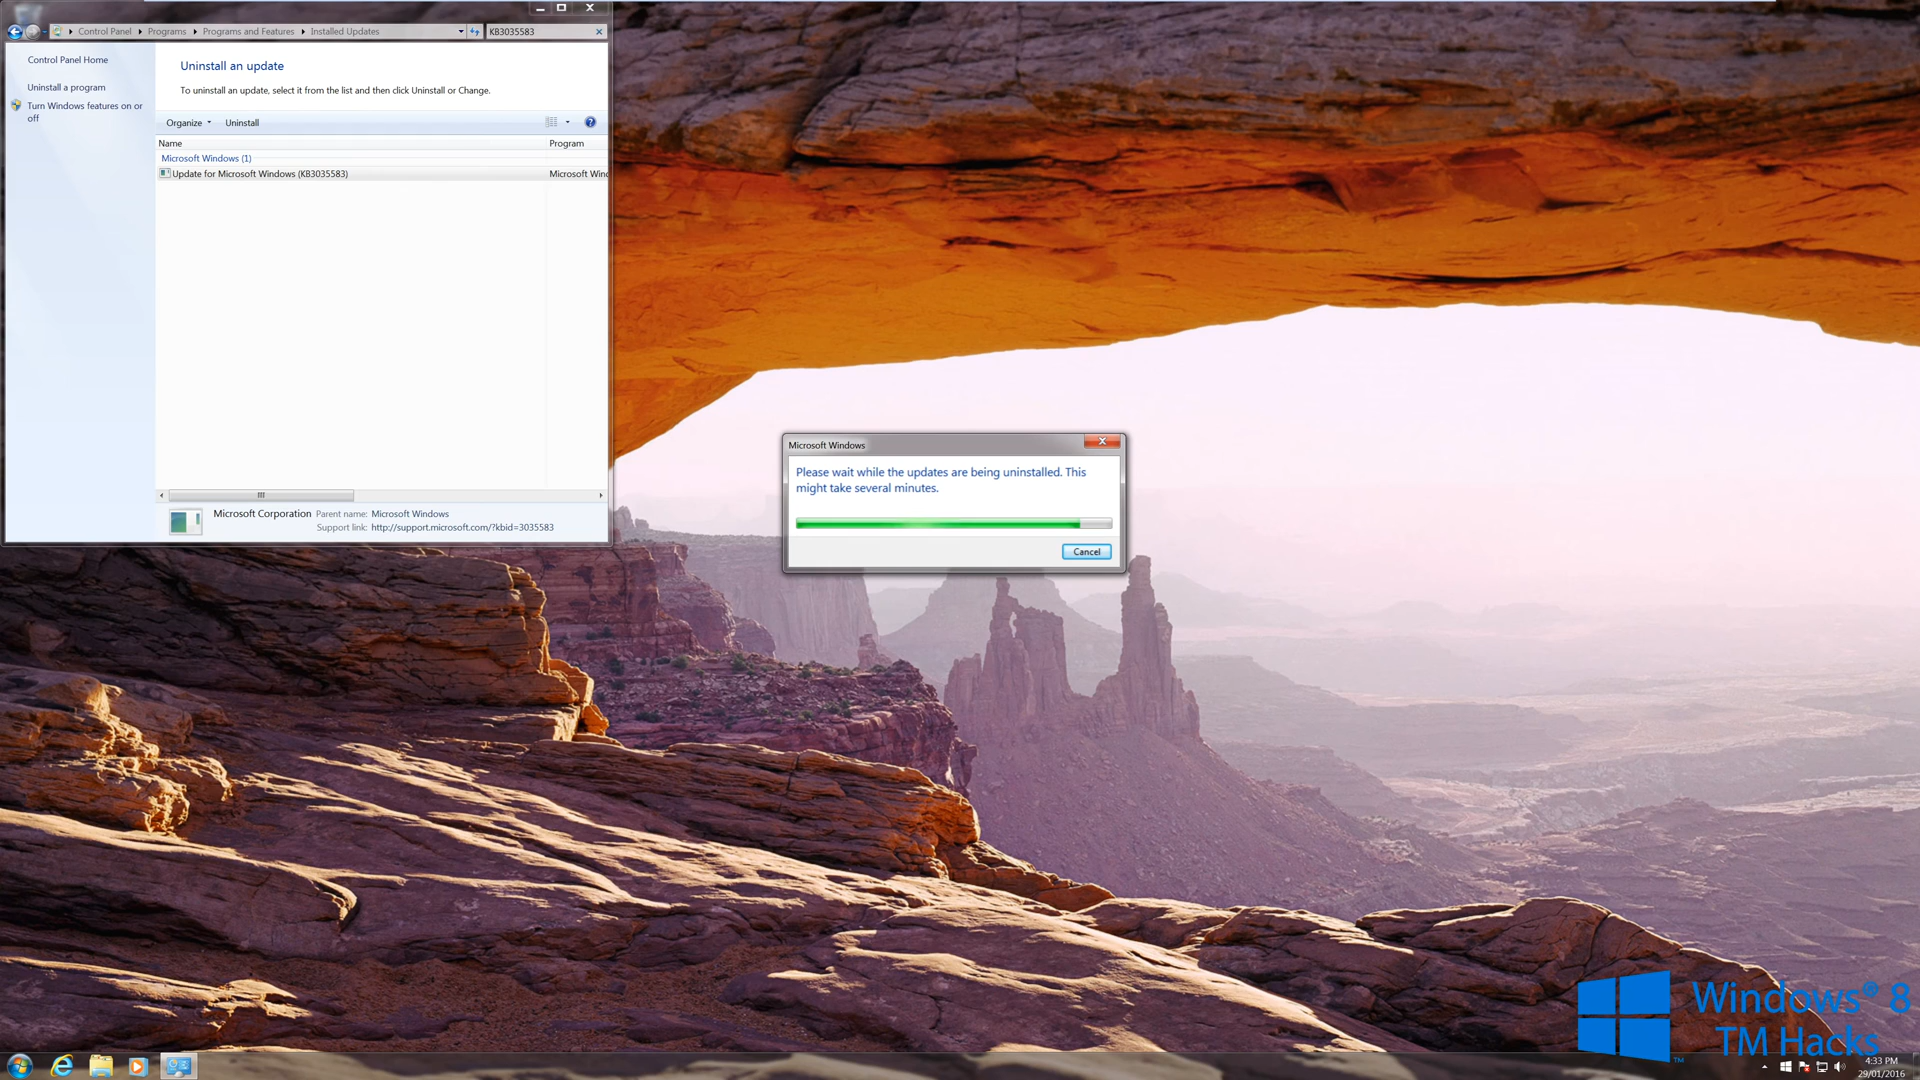 Control Panel Programs Programs and Features Installed Updates KB3035583
Control Panel Home
Uninstall a program
Turn Windows features on or
off
Uninstall an update
To uninstall an update, select it from the list and then click Uninstall or Change.
Organize Uninstall
Name Program
Microsoft Windows (1)
Update for Microsoft Windows (KB3035583) Microsoft Wind
Microsoft Corporation Parent name: Microsoft Windows
Support link: http://support.microsoft.com/?kbid=3035583
Microsoft Windows
Please wait while the updates are being uninstalled. This
might take several minutes.
Cancel
Windows® 8
TM Hacks
TM
4:33 PM
29/01/2016